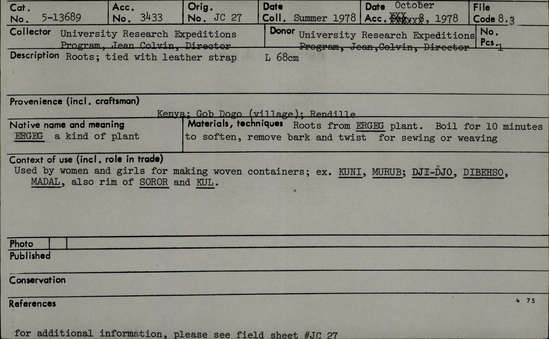 Cat. No. 5-13689 Acc. No. 3433 Orig. No. JC 27 Date Coll. Summer 1978 Date Acc. October 8, 1978 File Code 8.3
Collector University Research Expeditions Program, Jean Colvin, Director Donor University Research Expeditions Program, Jean Colvin, Director No. Pcs. 1
Description Roots; tied with leather strap L 68cm
Provenience (incl. craftsman)
Kenya; Gob Dogo (village); Rendille
Native name and meaning
ERGEG a kind of plant
Materials, techniques Roots from ERGEG plant. Boil for 10 minutes
to soften, remove bark and twist for sewing or weaving
Context of use (incl. role in trade)
Used by women and girls for making woven containers; ex. KUNI, MURUB; DJI-DJO, DIBEHSO,
MADAL, also rim of SOROR and KUL.
Photo
Published
Conservation
References
4 75
for additional information, please see field sheet #JC 27